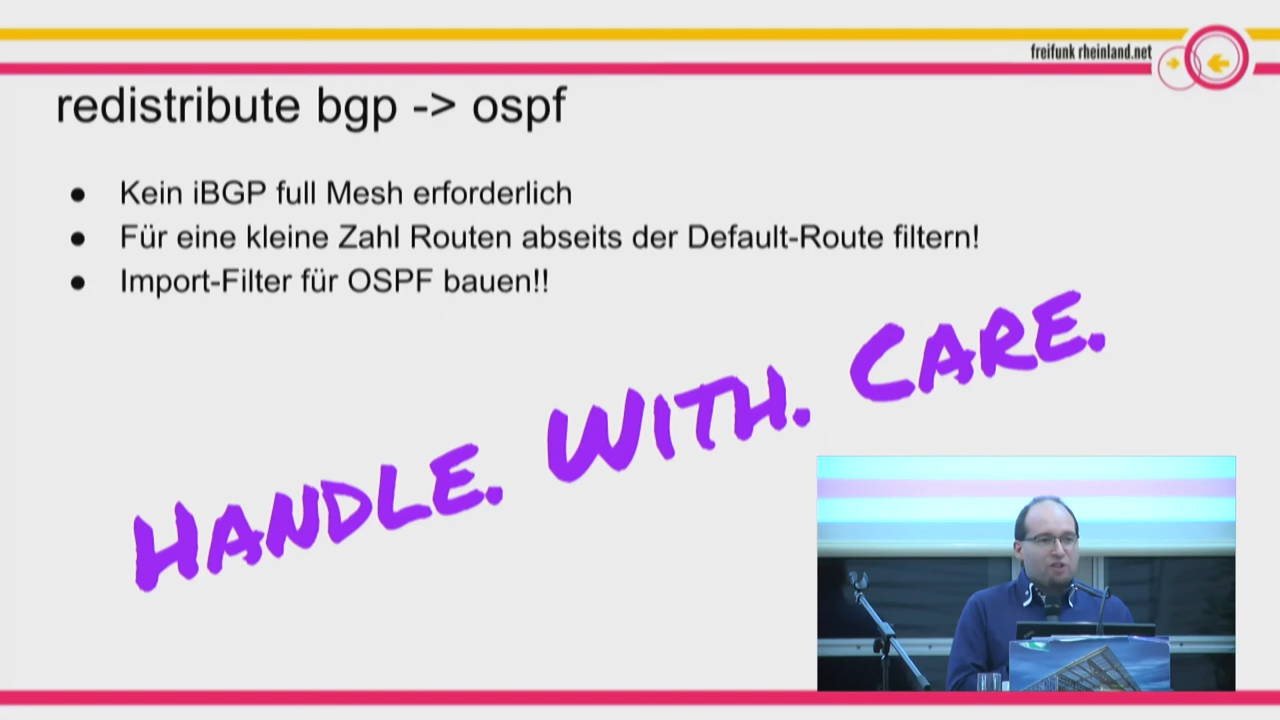 freifunk rheinland.net
redistribute bgp -> ospf
● Kein iBGP full Mesh erforderlich
● Für eine kleine Zahl Routen abseits der Default-Route filtern!
● Import-Filter für OSPF bauen!!
HANDLE. WITH. CARE.